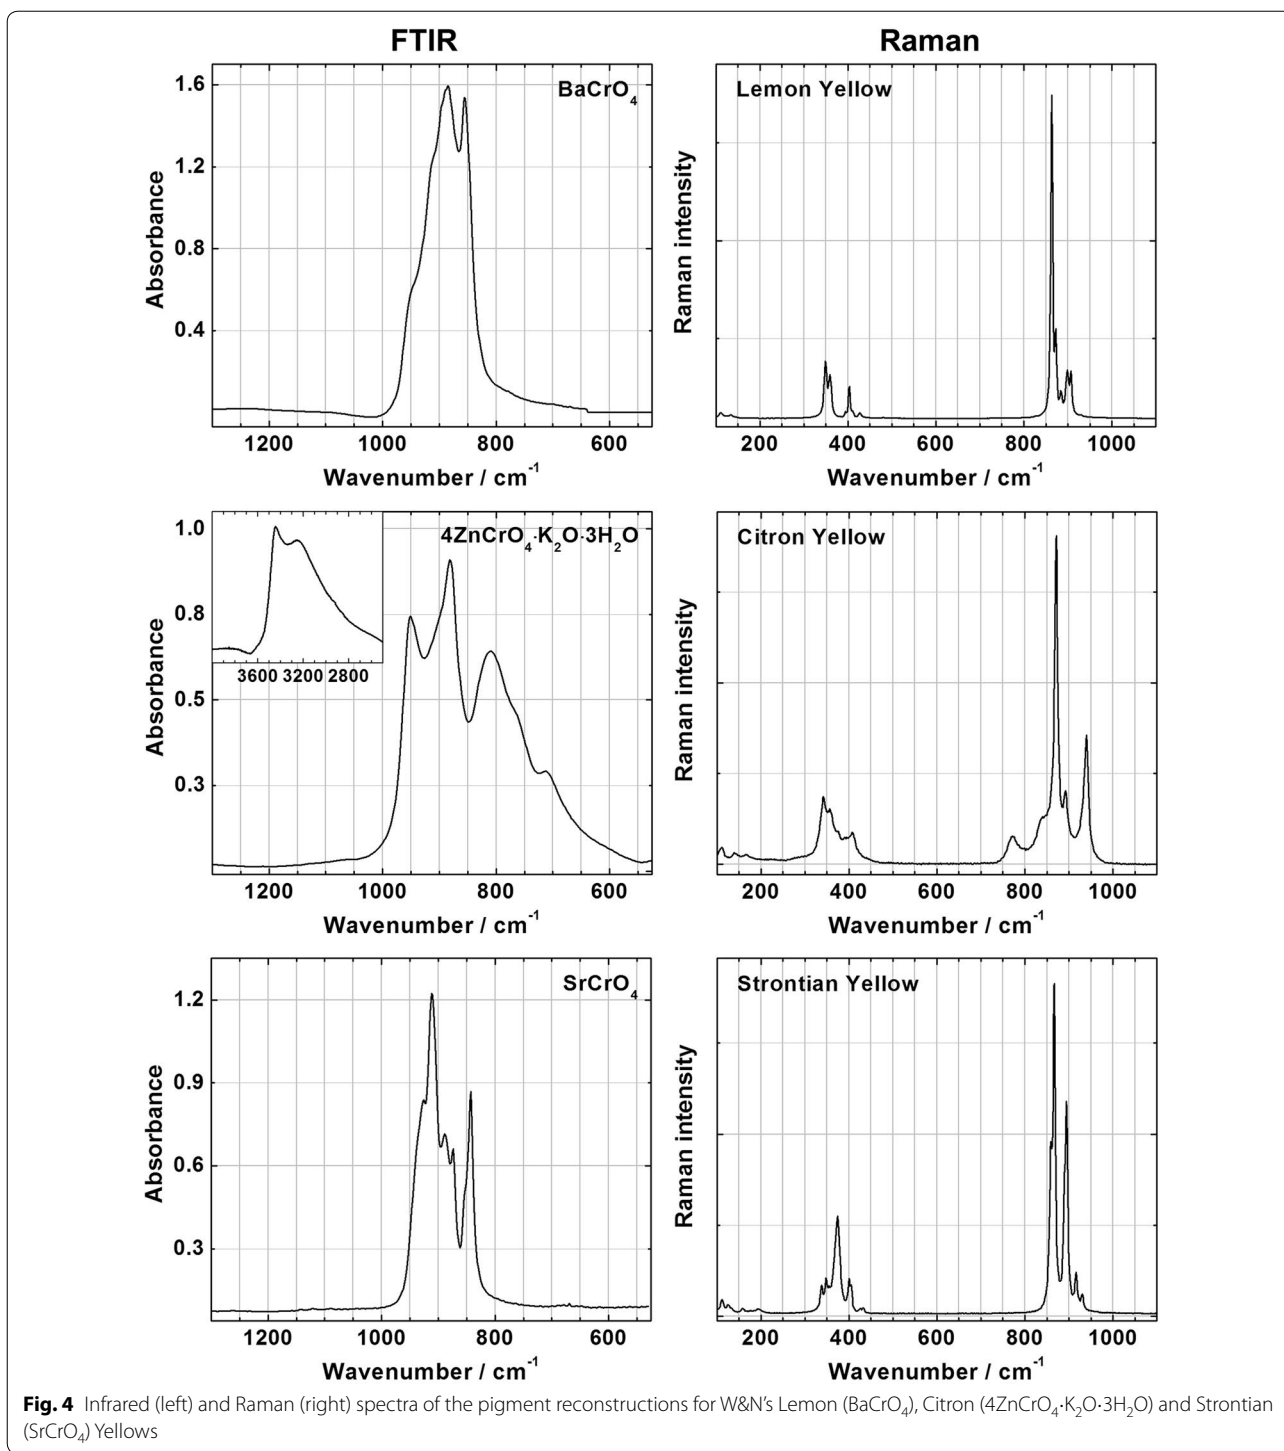 FTIR
Raman
BaCrO4
1.6
1.2
0.8
0.4
Absorbance
1200 1000 800 600
Wavenumber / cm-1
Lemon Yellow
Raman intensity
200 400 600 800 1000
Wavenumber / cm-1
4ZnCrO4·K2O·3H2O
1.0
0.8
0.5
0.3
Absorbance
3600 3200 2800
1200 1000 800 600
Wavenumber / cm-1
Citron Yellow
Raman intensity
200 400 600 800 1000
Wavenumber / cm-1
SrCrO4
1.2
0.9
0.6
0.3
Absorbance
1200 1000 800 600
Wavenumber / cm-1
Strontian Yellow
Raman intensity
200 400 600 800 1000
Wavenumber / cm-1
Fig. 4 Infrared (left) and Raman (right) spectra of the pigment reconstructions for W&N's Lemon (BaCrO4), Citron (4ZnCrO4·K2O·3H2O) and Strontian
(SrCrO4) Yellows